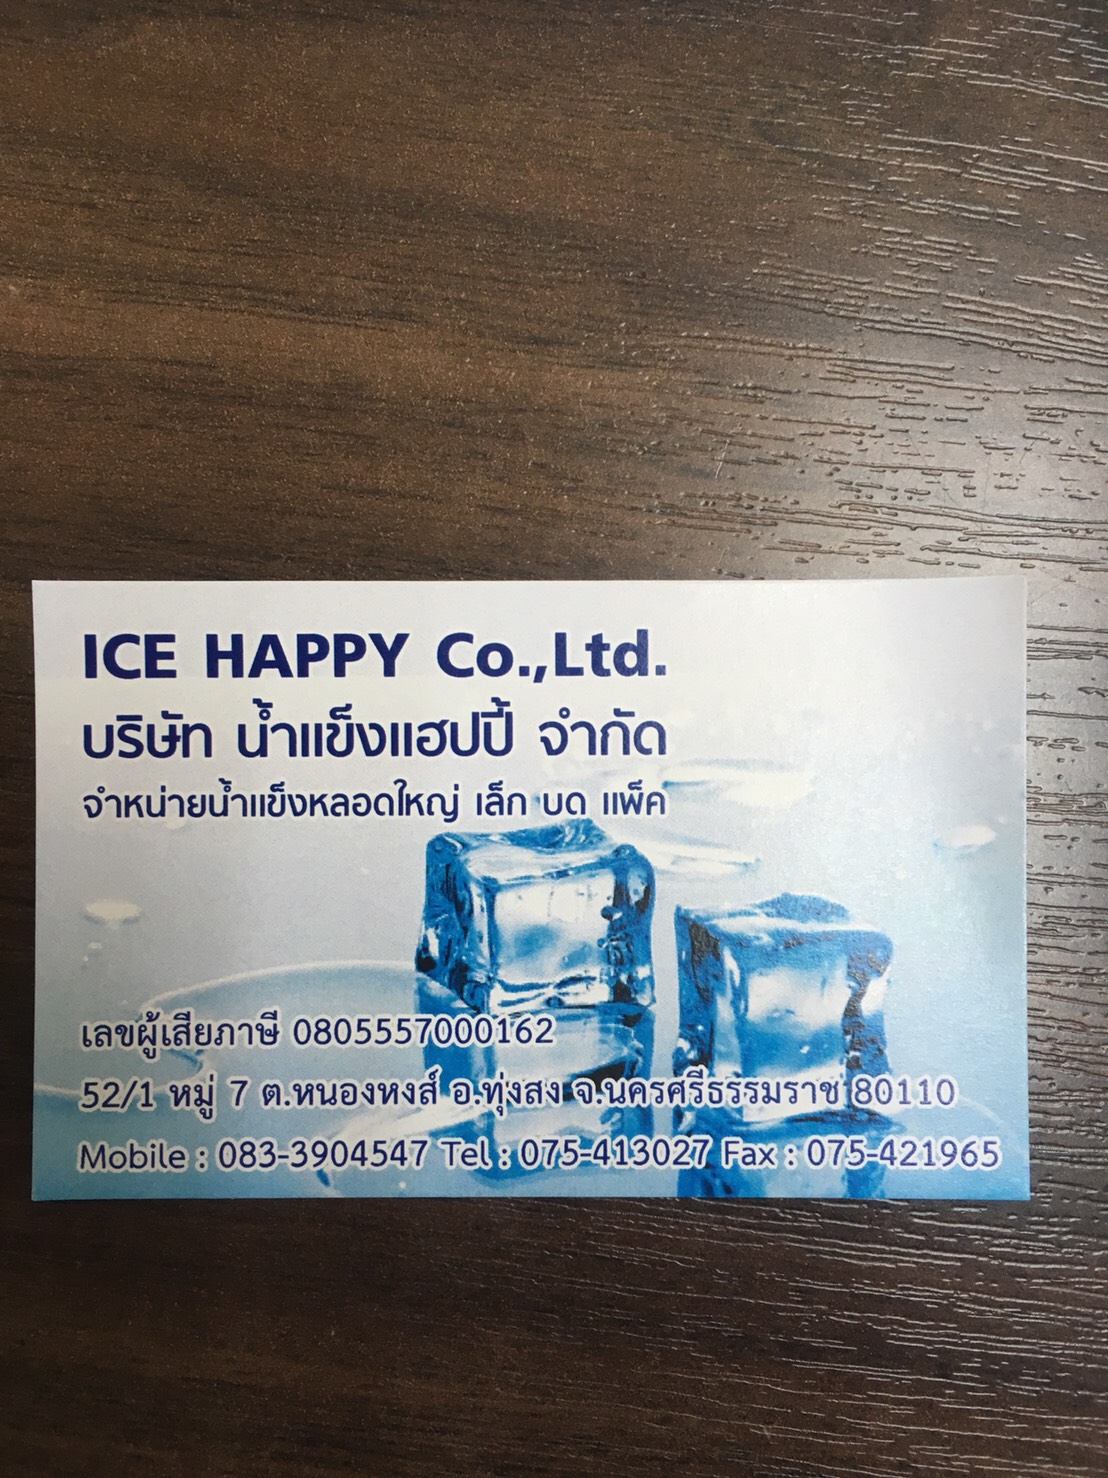 ICE HAPPY Co.,Ltd.
บริษัท น้ำแข็งแฮปปี้ จำกัด
จำหน่ายน้ำแข็งหลอดใหญ่ เล็ก บด แพ็ค
เลขผู้เสียภาษี 0805557000162
52/1 หมู่ 7 ต.หนองหงส์ อ.ทุ่งสง จ.นครศรีธรรมราช 80110
Mobile : 083-3904547 Tel : 075-413027 Fax : 075-421965